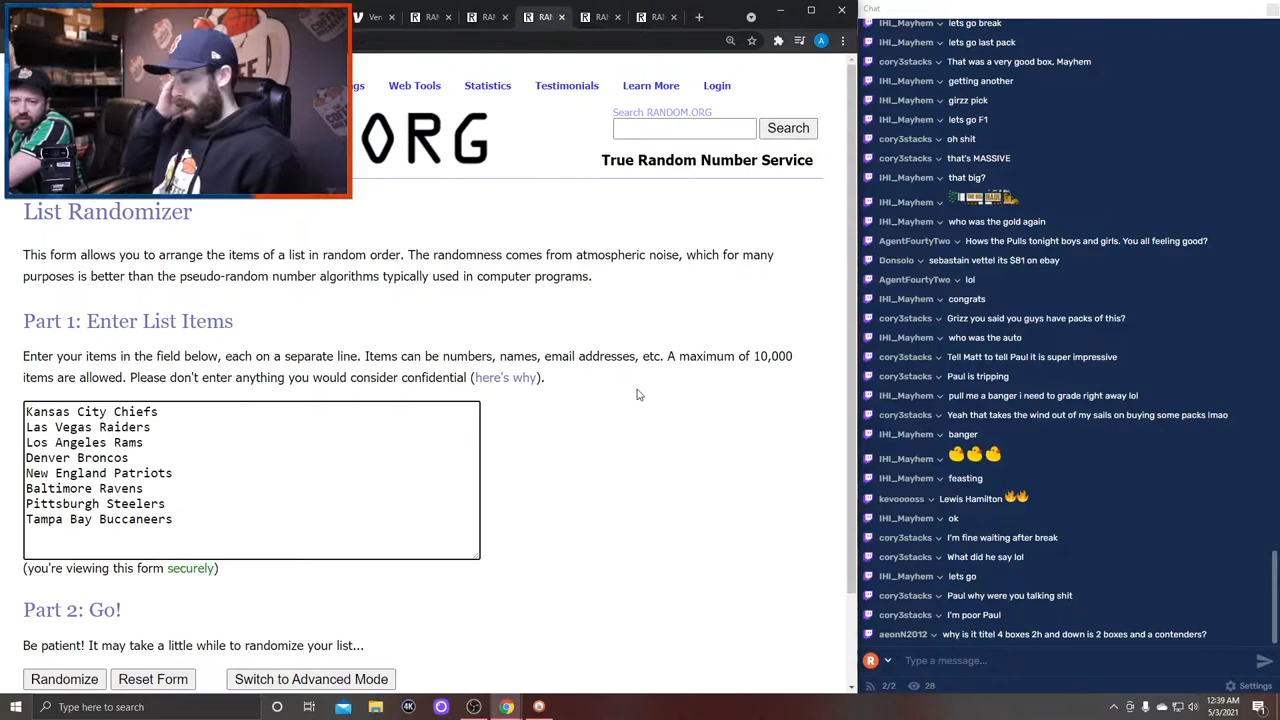 Ven
RAN
RAN
RAN
RAN
RAN
A
ngs
Web Tools
Statistics
Testimonials
Learn More
Login
Search RANDOM.ORG
Search
ORG
True Random Number Service
List Randomizer
This form allows you to arrange the items of a list in random order. The randomness comes from atmospheric noise, which for many
purposes is better than the pseudo-random number algorithms typically used in computer programs.
Part 1: Enter List Items
Enter your items in the field below, each on a separate line. Items can be numbers, names, email addresses, etc. A maximum of 10,000
items are allowed. Please don't enter anything you would consider confidential (here's why).
Kansas City Chiefs
Las Vegas Raiders
Los Angeles Rams
Denver Broncos
New England Patriots
Baltimore Ravens
Pittsburgh Steelers
Tampa Bay Buccaneers
(you're viewing this form securely)
Part 2: Go!
Be patient! It may take a little while to randomize your list...
Randomize
Reset Form
Switch to Advanced Mode
Chat
IHI_Mayhem lets go break
IHI_Mayhem lets go last pack
cory3stacks That was a very good box, Mayhem
IHI_Mayhem getting another
IHI_Mayhem girzz pick
IHI_Mayhem lets go F1
cory3stacks oh shit
cory3stacks that's MASSIVE
IHI_Mayhem that big?
IHI_Mayhem
IHI_Mayhem who was the gold again
AgentFourtyTwo Hows the Pulls tonight boys and girls. You all feeling good?
Donsolo sebastain vettel its $81 on ebay
AgentFourtyTwo lol
IHI_Mayhem congrats
cory3stacks Grizz you said you guys have packs of this?
IHI_Mayhem who was the auto
cory3stacks Tell Matt to tell Paul it is super impressive
cory3stacks Paul is tripping
IHI_Mayhem pull me a banger i need to grade right away lol
cory3stacks Yeah that takes the wind out of my sails on buying some packs lmao
IHI_Mayhem banger
IHI_Mayhem
IHI_Mayhem feasting
kevooooss Lewis Hamilton
IHI_Mayhem ok
cory3stacks I'm fine waiting after break
cory3stacks What did he say lol
IHI_Mayhem lets go
cory3stacks Paul why were you talking shit
cory3stacks I'm poor Paul
aeonN2012 why is it titel 4 boxes 2h and down is 2 boxes and a contenders?
R
Type a message...
2/2
28
Settings
Type here to search
12:39 AM
5/3/2021